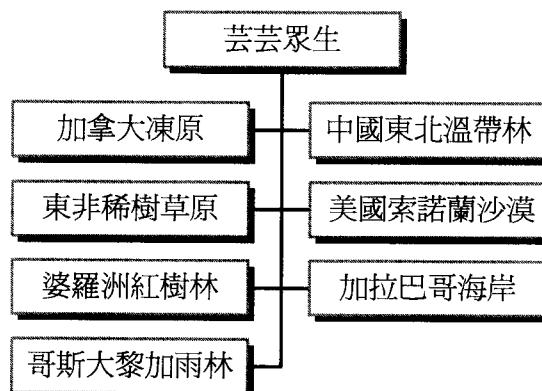 芸芸眾生
加拿大凍原
中國東北溫帶林
東非稀樹草原
美國索諾蘭沙漠
婆羅洲紅樹林
加拉巴哥海岸
哥斯大黎加雨林